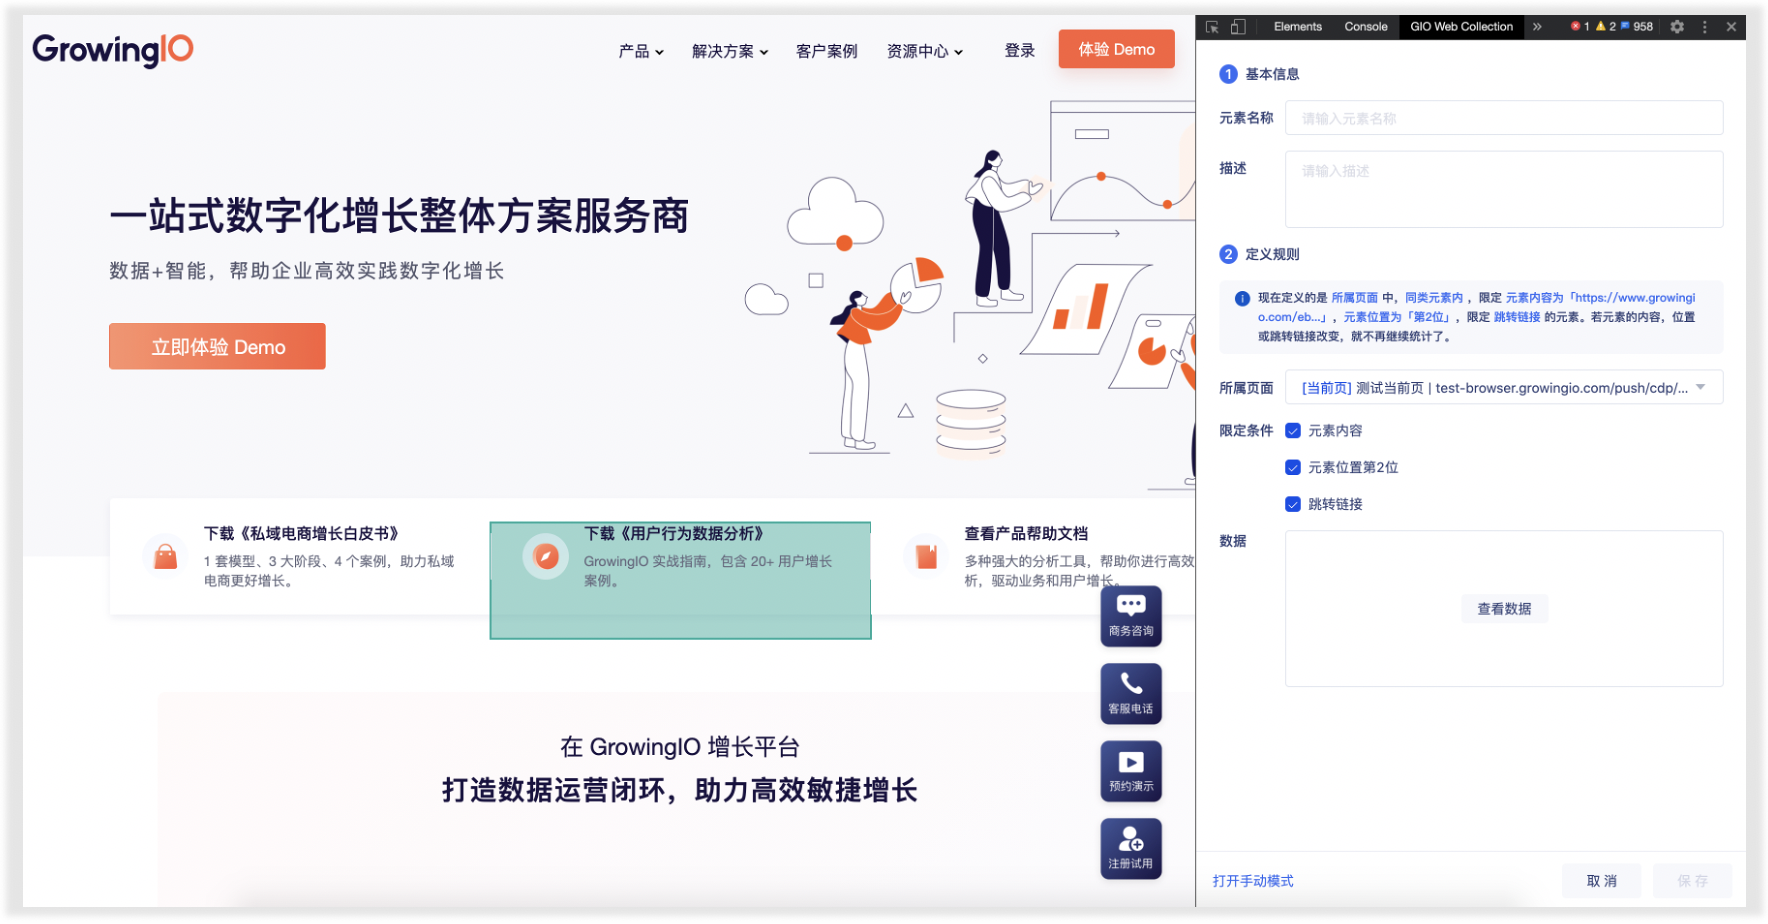 GrowingIO
产品
解决方案
客户案例
资源中心
登录
体验 Demo
一站式数字化增长整体方案服务商
数据+智能，帮助企业高效实践数字化增长
立即体验 Demo
下载《私域电商增长白皮书》
1 套模型、3 大阶段、4 个案例，助力私域
电商更好增长。
下载《用户行为数据分析》
GrowingIO 实战指南，包含 20+ 用户增长
案例。
查看产品帮助文档
多种强大的分析工具，帮助你进行高效
析，驱动业务和用户增长。
商务咨询
客服电话
预约演示
注册试用
在 GrowingIO 增长平台
打造数据运营闭环，助力高效敏捷增长
Elements
Console
GIO Web Collection
»
1
2
958
1 基本信息
元素名称
请输入元素名称
描述
请输入描述
2 定义规则
现在定义的是 所属页面 中，同类元素内 ，限定 元素内容为「https://www.growingi
o.com/eb...」，元素位置为「第2位」，限定 跳转链接 的元素。若元素的内容，位置
或跳转链接改变，就不再继续统计了。
所属页面
[当前页] 测试当前页 | test-browser.growingio.com/push/cdp/...
限定条件
元素内容
元素位置第2位
跳转链接
数据
查看数据
打开手动模式
取 消
保 存